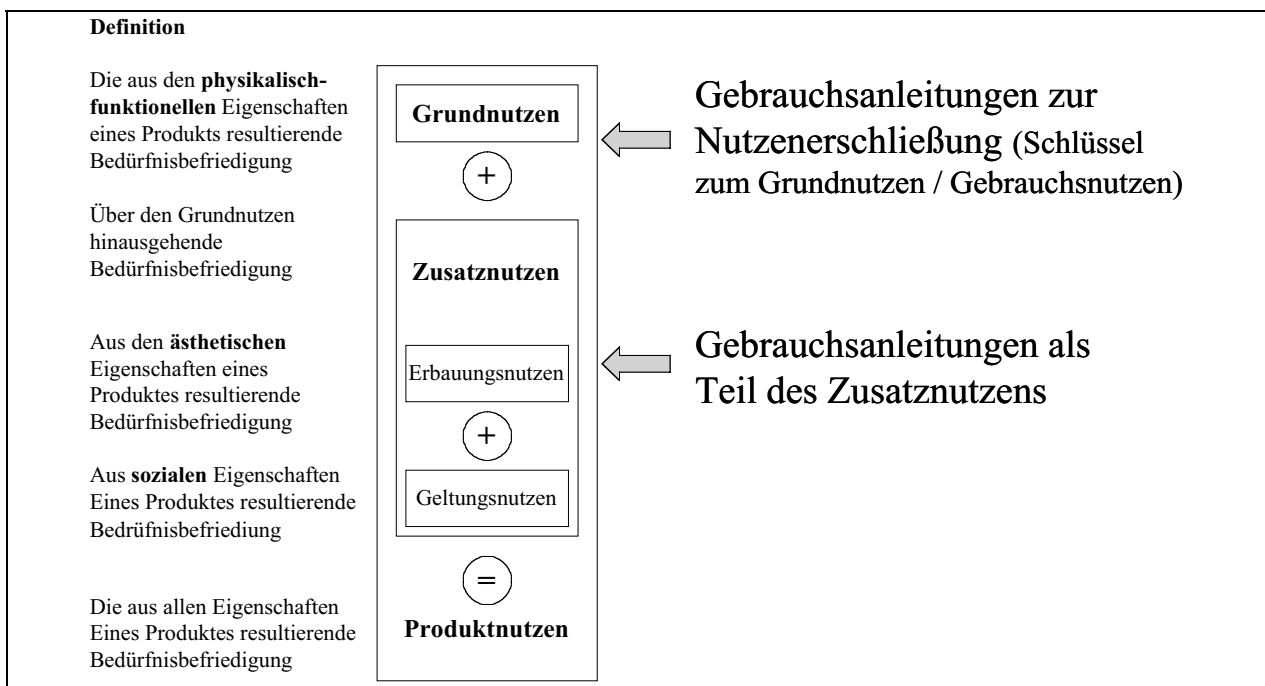 Definition
Die aus den physikalisch-
funktionellen Eigenschaften
eines Produkts resultierende
Bedürfnisbefriedigung
Über den Grundnutzen
hinausgehende
Bedürfnisbefriedigung
Aus den ästhetischen
Eigenschaften eines
Produktes resultierende
Bedürfnisbefriedigung
Aus sozialen Eigenschaften
Eines Produktes resultierende
Bedrüfnisbefriediung
Die aus allen Eigenschaften
Eines Produktes resultierende
Bedürfnisbefriedigung
Grundnutzen
+
Zusatznutzen
Erbauungsnutzen
+
Geltungsnutzen
=
Produktnutzen
Gebrauchsanleitungen zur
Nutzenerschließung (Schlüssel
zum Grundnutzen / Gebrauchsnutzen)
Gebrauchsanleitungen als
Teil des Zusatznutzens